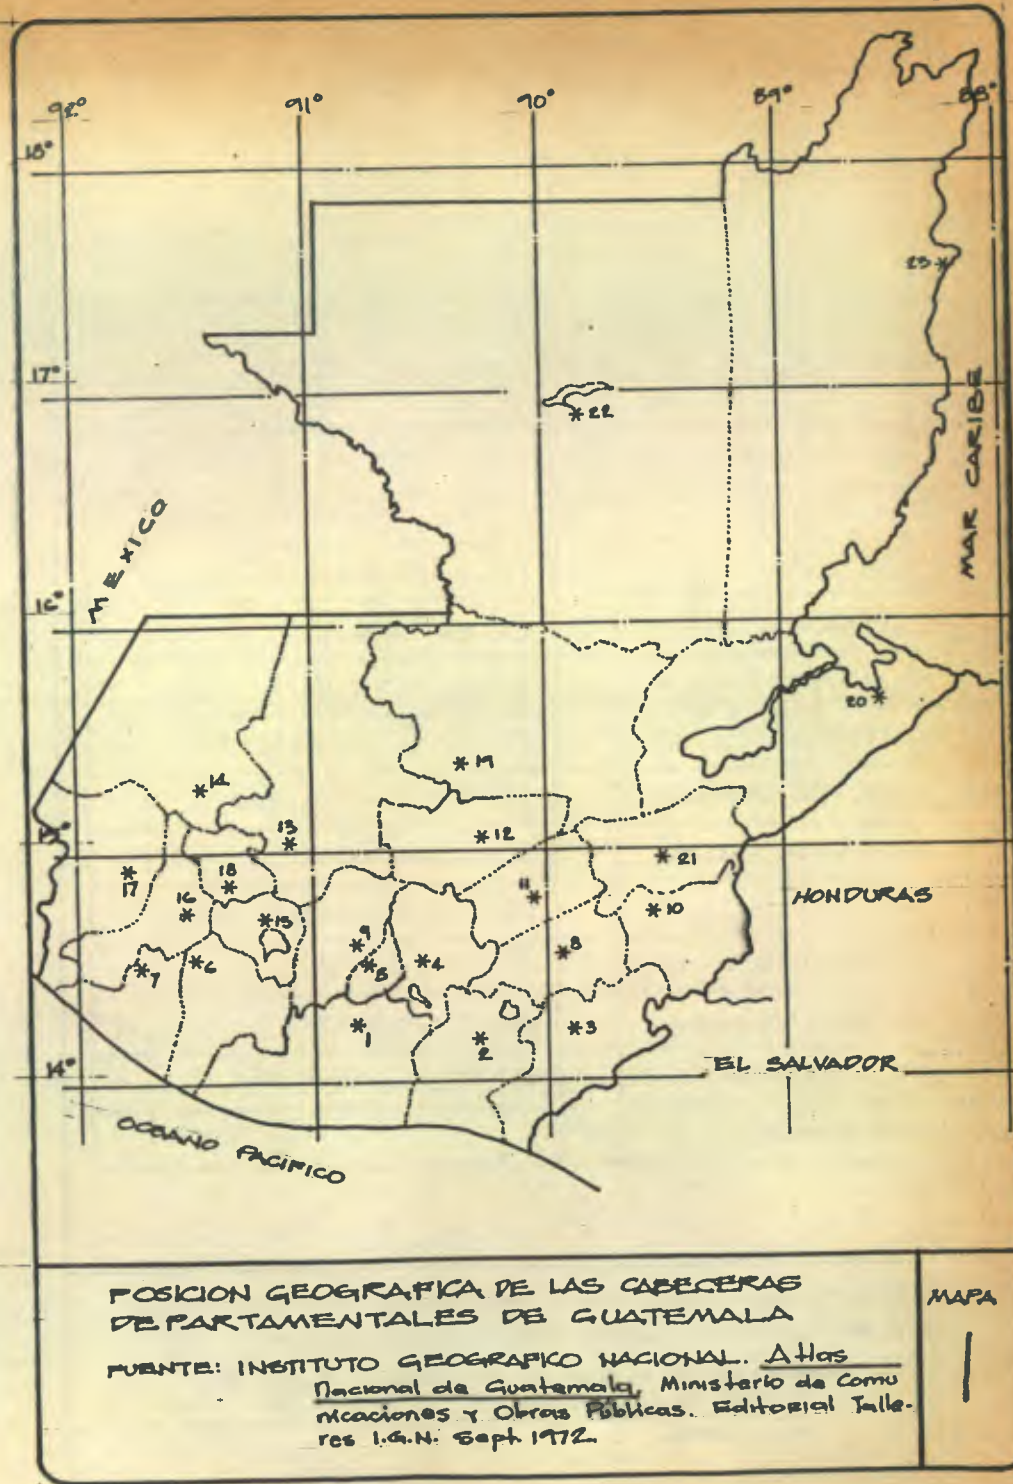 92°
91°
90°
89°
88°
18°
23
17°
22
MAR CARIBE
MEXICO
16°
20
19
14
13
12
15°
21
17
18
16
15
11
10
HONDURAS
9
8
7
6
5
4
1
2
3
14°
EL SALVADOR
OCEANO PACIFICO
POSICION GEOGRAFICA DE LAS CABECERAS
DEPARTAMENTALES DE GUATEMALA
MAPA
1
FUENTE: INSTITUTO GEOGRAFICO NACIONAL. Atlas
Nacional de Guatemala, Ministerio de Comu
nicaciones y Obras Públicas. Editorial Talle-
res I.G.N. Sept. 1972.